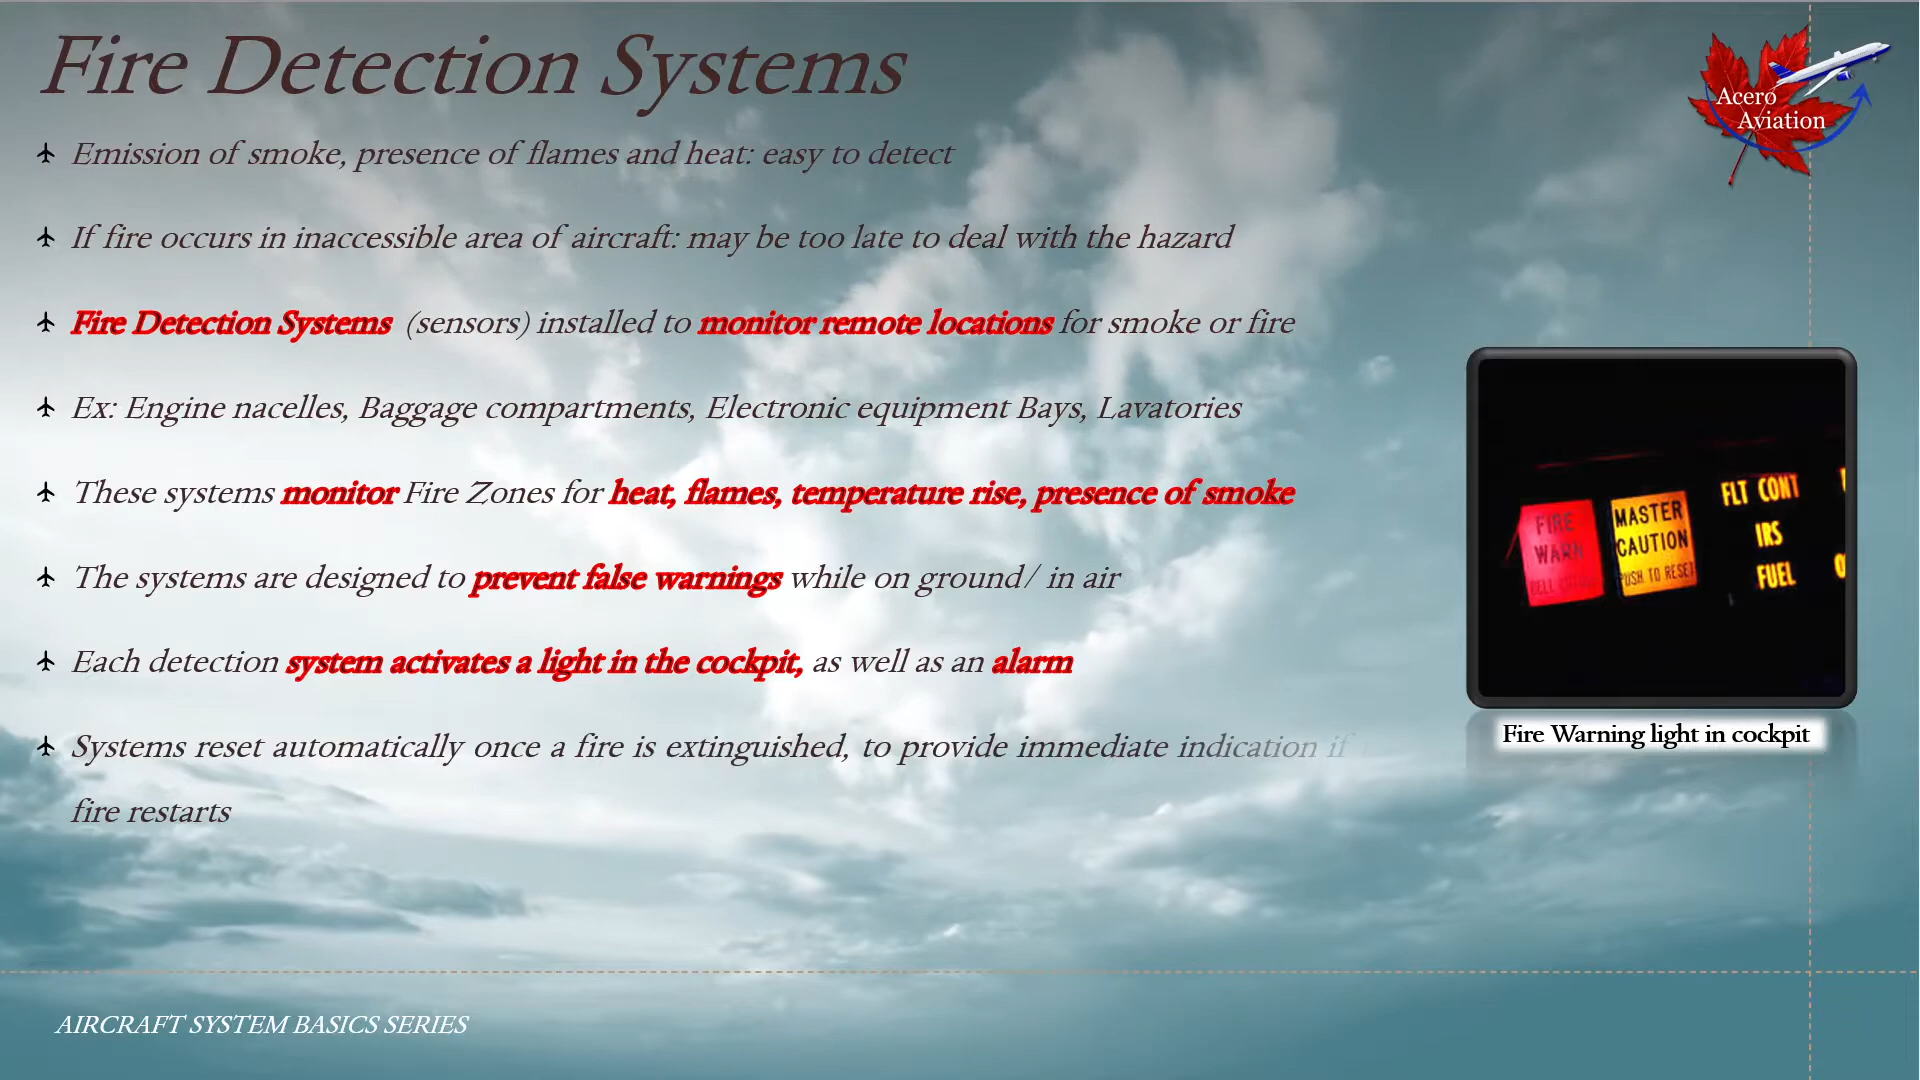 Fire Detection Systems
Acero
Aviation
Emission of smoke, presence of flames and heat: easy to detect
If fire occurs in inaccessible area of aircraft: may be too late to deal with the hazard
Fire Detection Systems (sensors) installed to monitor remote locations for smoke or fire
Ex: Engine nacelles, Baggage compartments, Electronic equipment Bays, Lavatories
These systems monitor Fire Zones for heat, flames, temperature rise, presence of smoke
The systems are designed to prevent false warnings while on ground/ in air
Each detection system activates a light in the cockpit, as well as an alarm
Systems reset automatically once a fire is extinguished, to provide immediate indication if
fire restarts
FIRE
WARN
BELL
MASTER
CAUTION
PUSH TO RESET
FLT CONT
IRS
FUEL
Fire Warning light in cockpit
AIRCRAFT SYSTEM BASICS SERIES